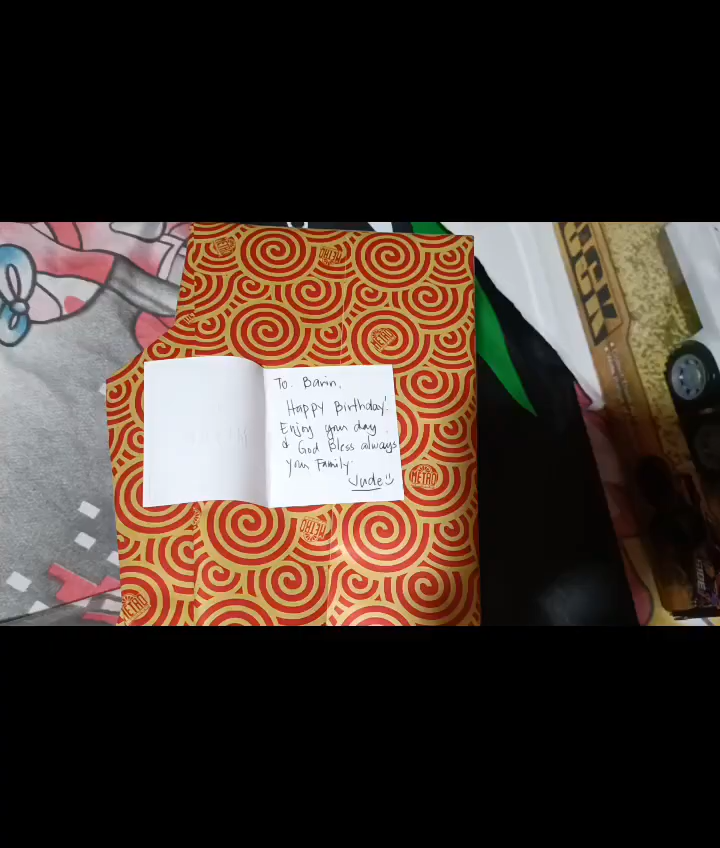 To. Barin,
Happy Birthday!
Enjoy your day.
& God Bless always
your Family.
Jude
METRO
METRO
METRO
METRO
METRO